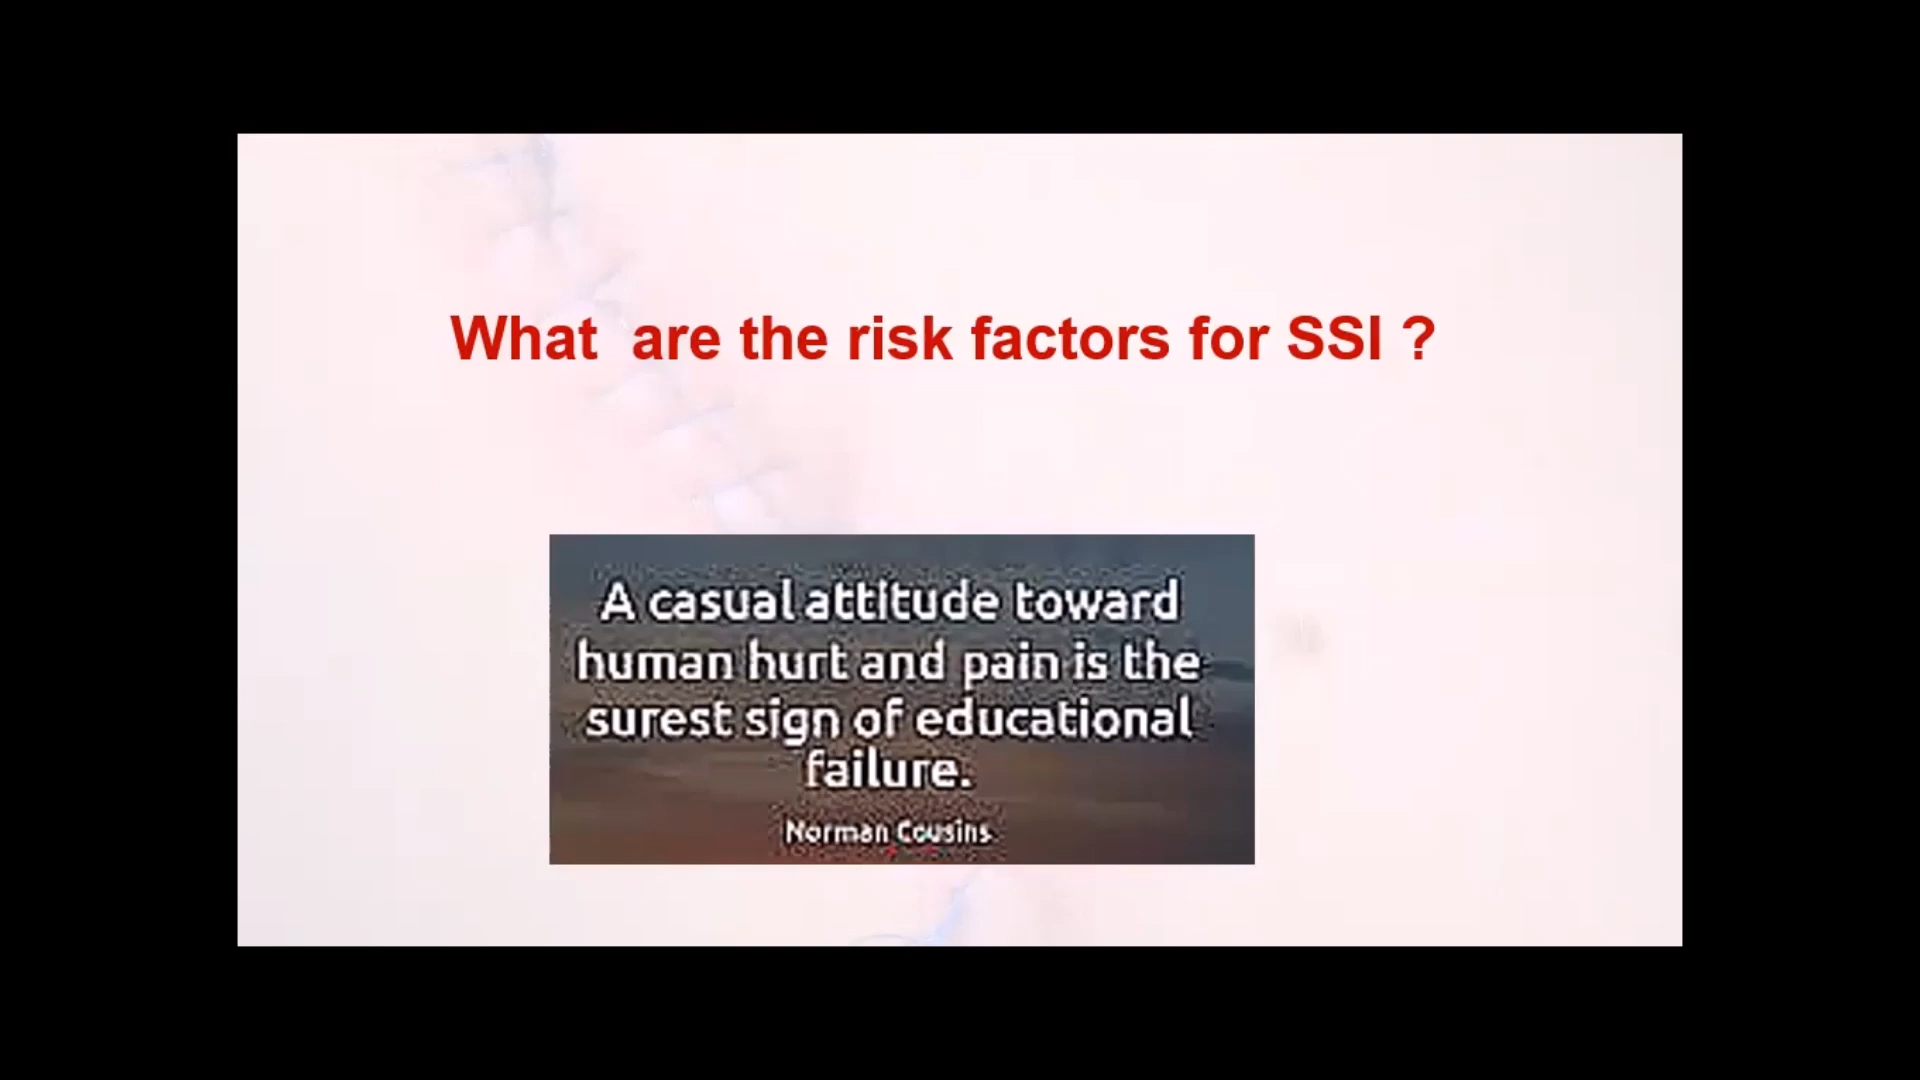 What  are the risk factors for SSI ?
A casual attitude toward
human hurt and pain is the
surest sign of educational
failure.
Norman Cousins